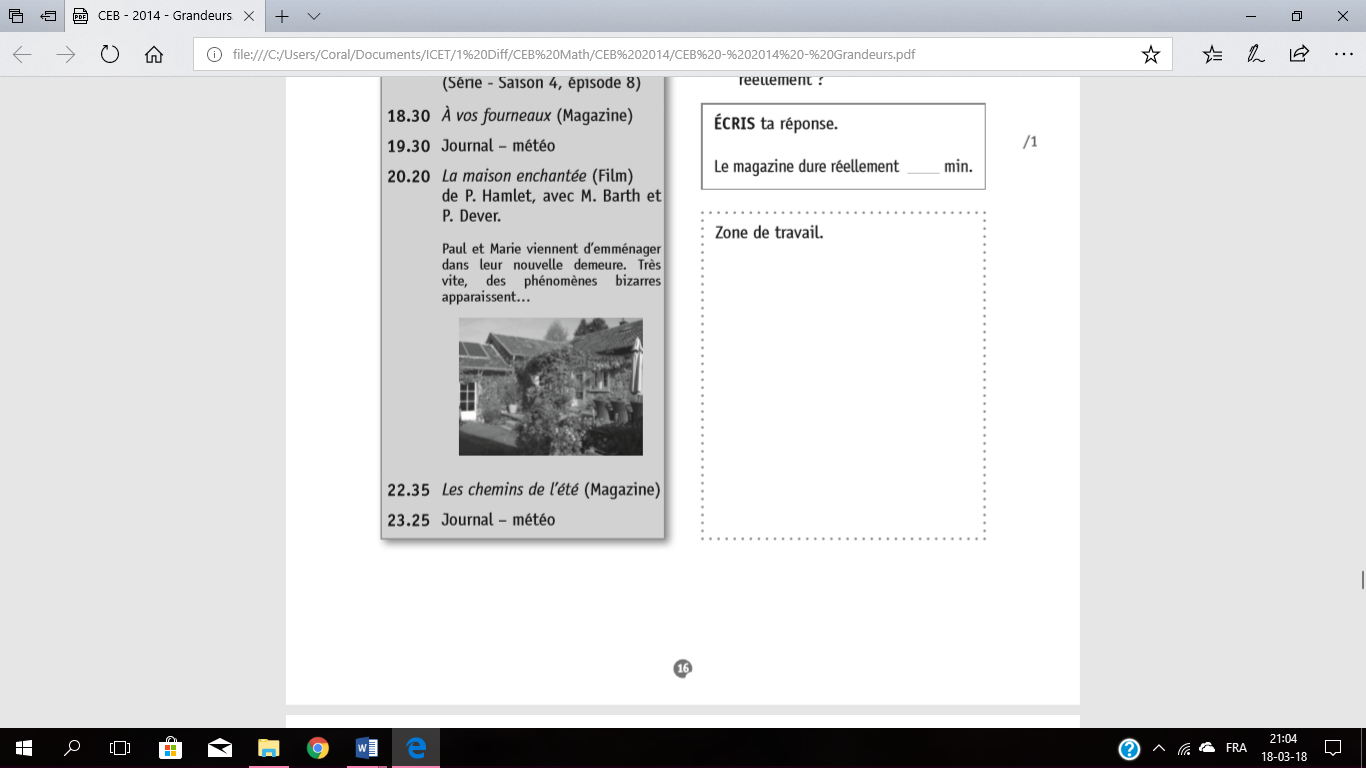 CEB - 2014 - Grandeurs
file:///C:/Users/Coral/Documents/ICET/1%20Diff/CEB%20Math/CEB%202014/CEB%20-%202014%20-%20Grandeurs.pdf
(Série - Saison 4, épisode 8)
18.30 À vos fourneaux (Magazine)
19.30 Journal – météo
20.20 La maison enchantée (Film)
de P. Hamlet, avec M. Barth et
P. Dever.
Paul et Marie viennent d'emménager
dans leur nouvelle demeure. Très
vite, des phénomènes bizarres
apparaissent...
22.35 Les chemins de l'été (Magazine)
23.25 Journal – météo
réellement ?
ÉCRIS ta réponse.
Le magazine dure réellement ____ min.
/1
Zone de travail.
16
FRA
21:04
18-03-18